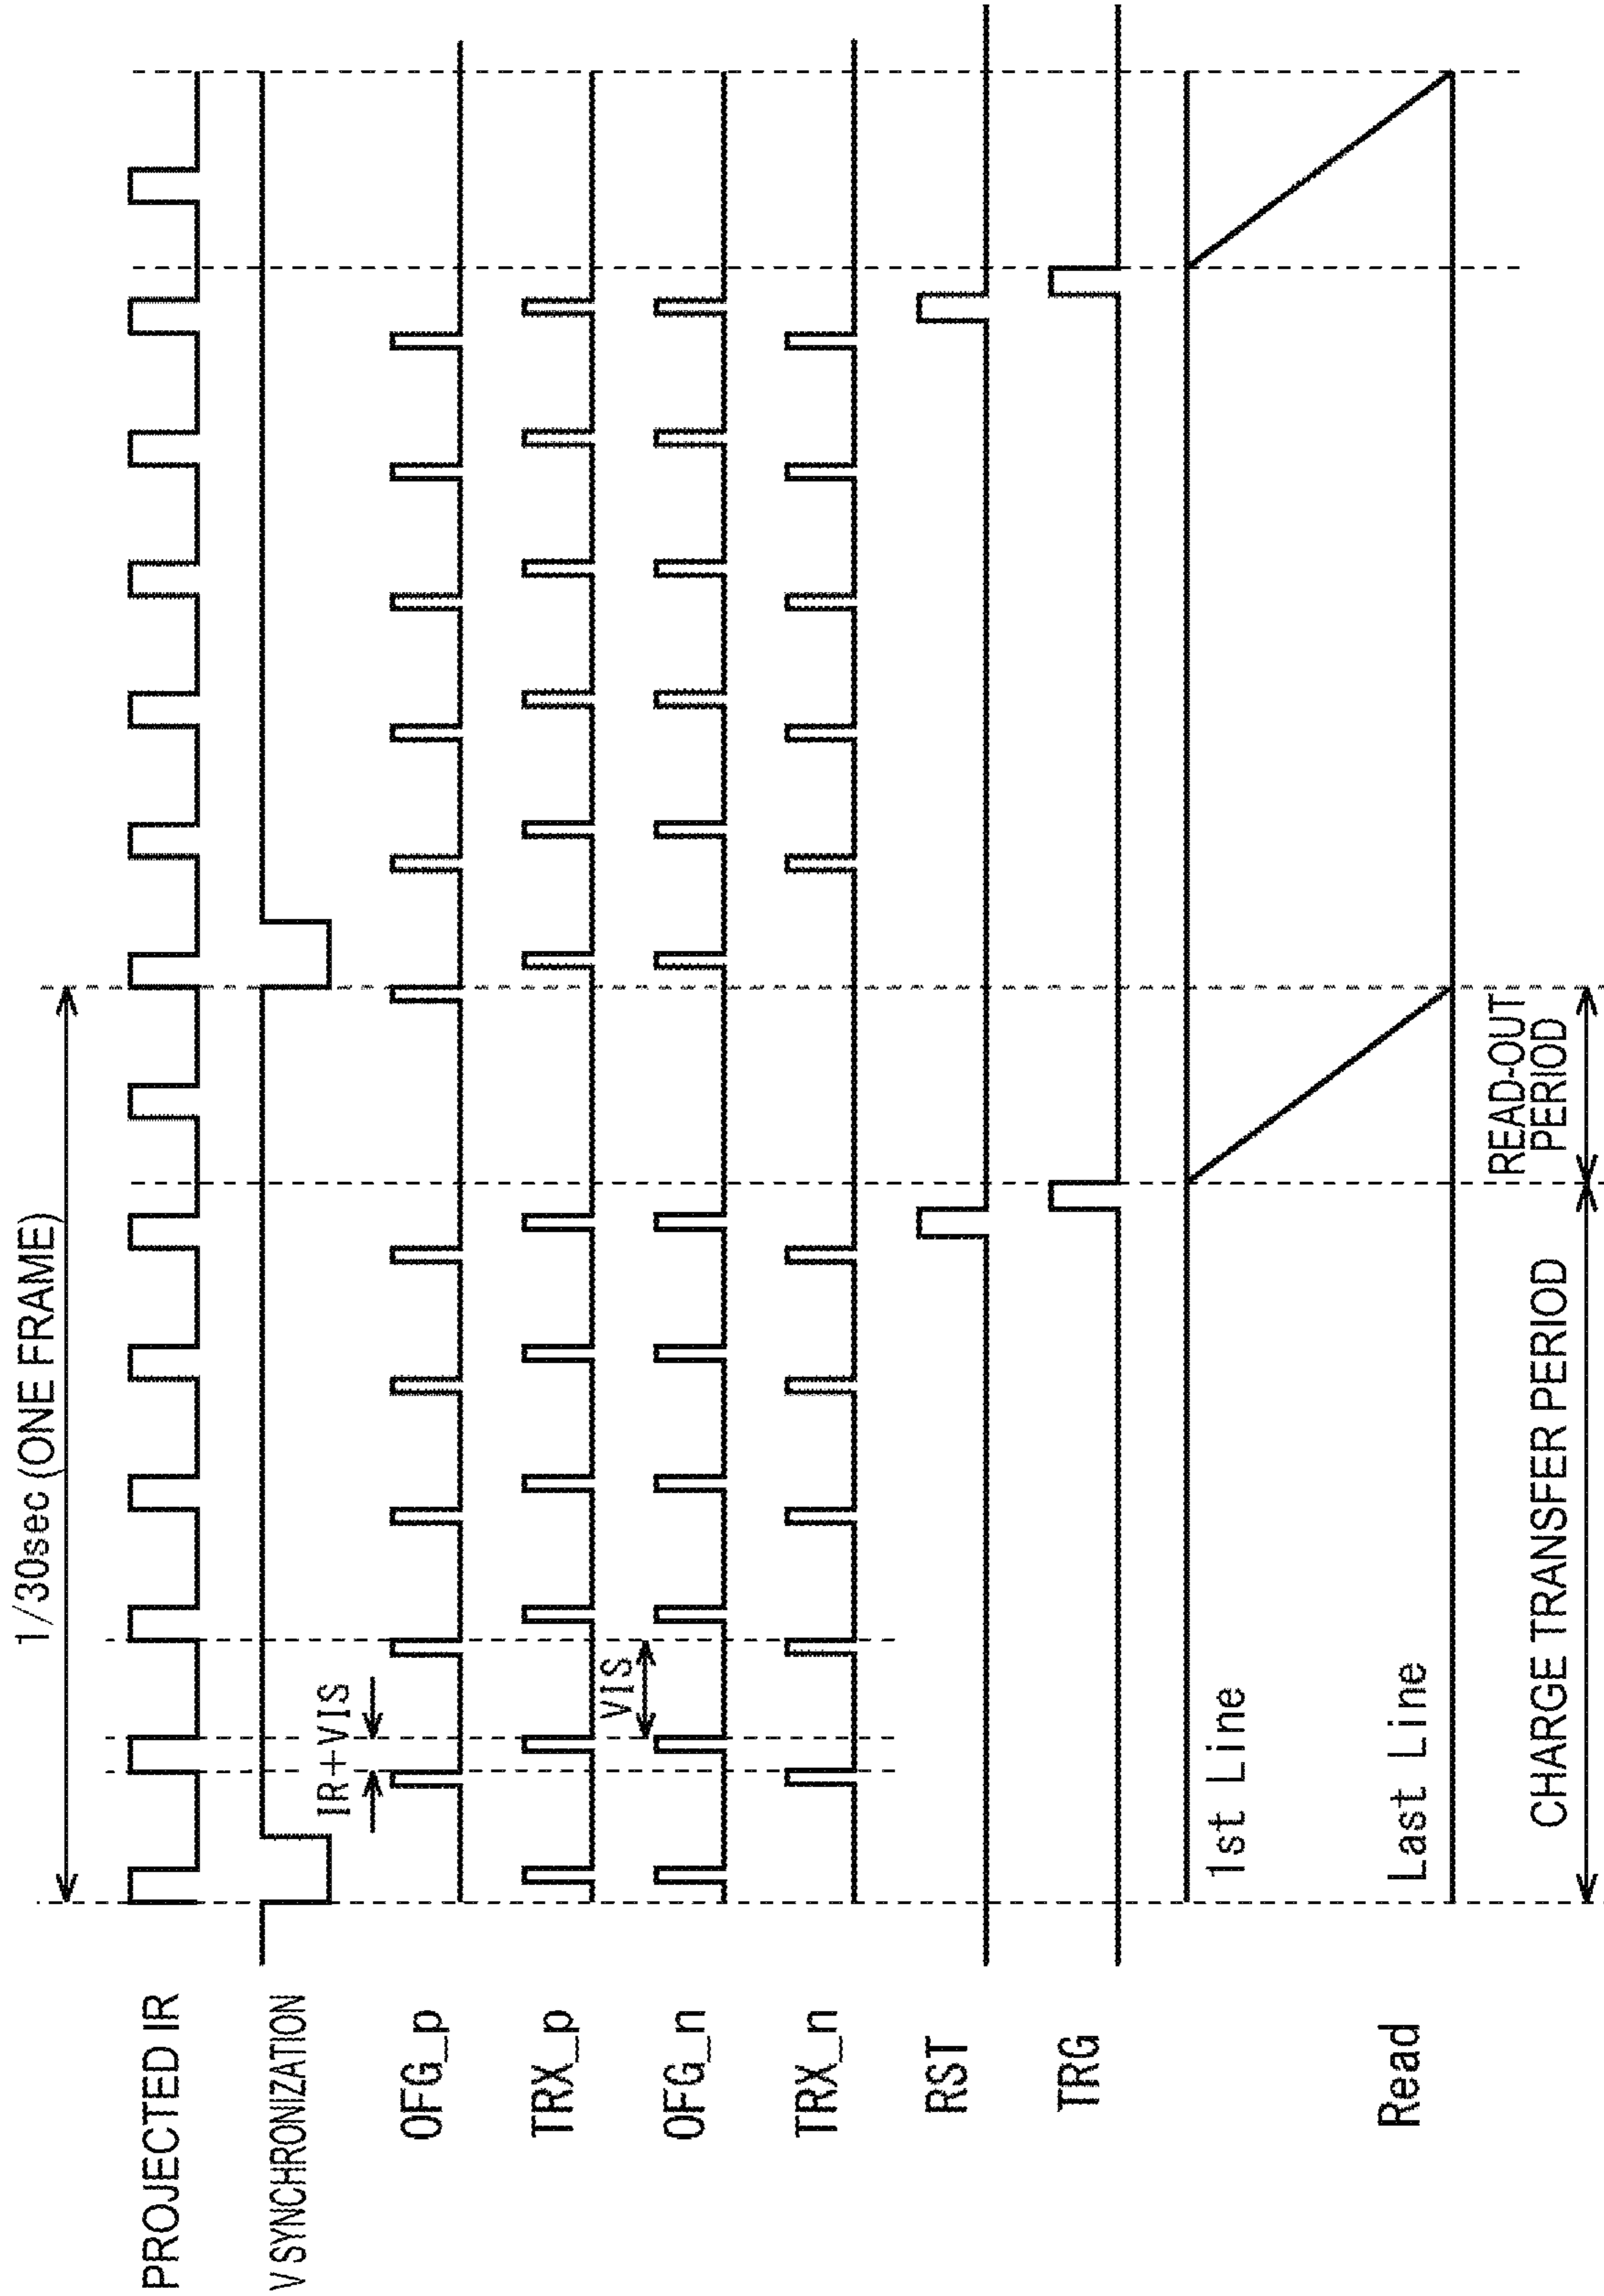 1/30sec (ONE FRAME)
PROJECTED IR
V SYNCHRONIZATION
IR+VIS
OFG_p
TRX_p
VIS
OFG_n
TRX_n
RST
TRG
1st Line
Read
Last Line
READ-OUT
PERIOD
CHARGE TRANSFER PERIOD